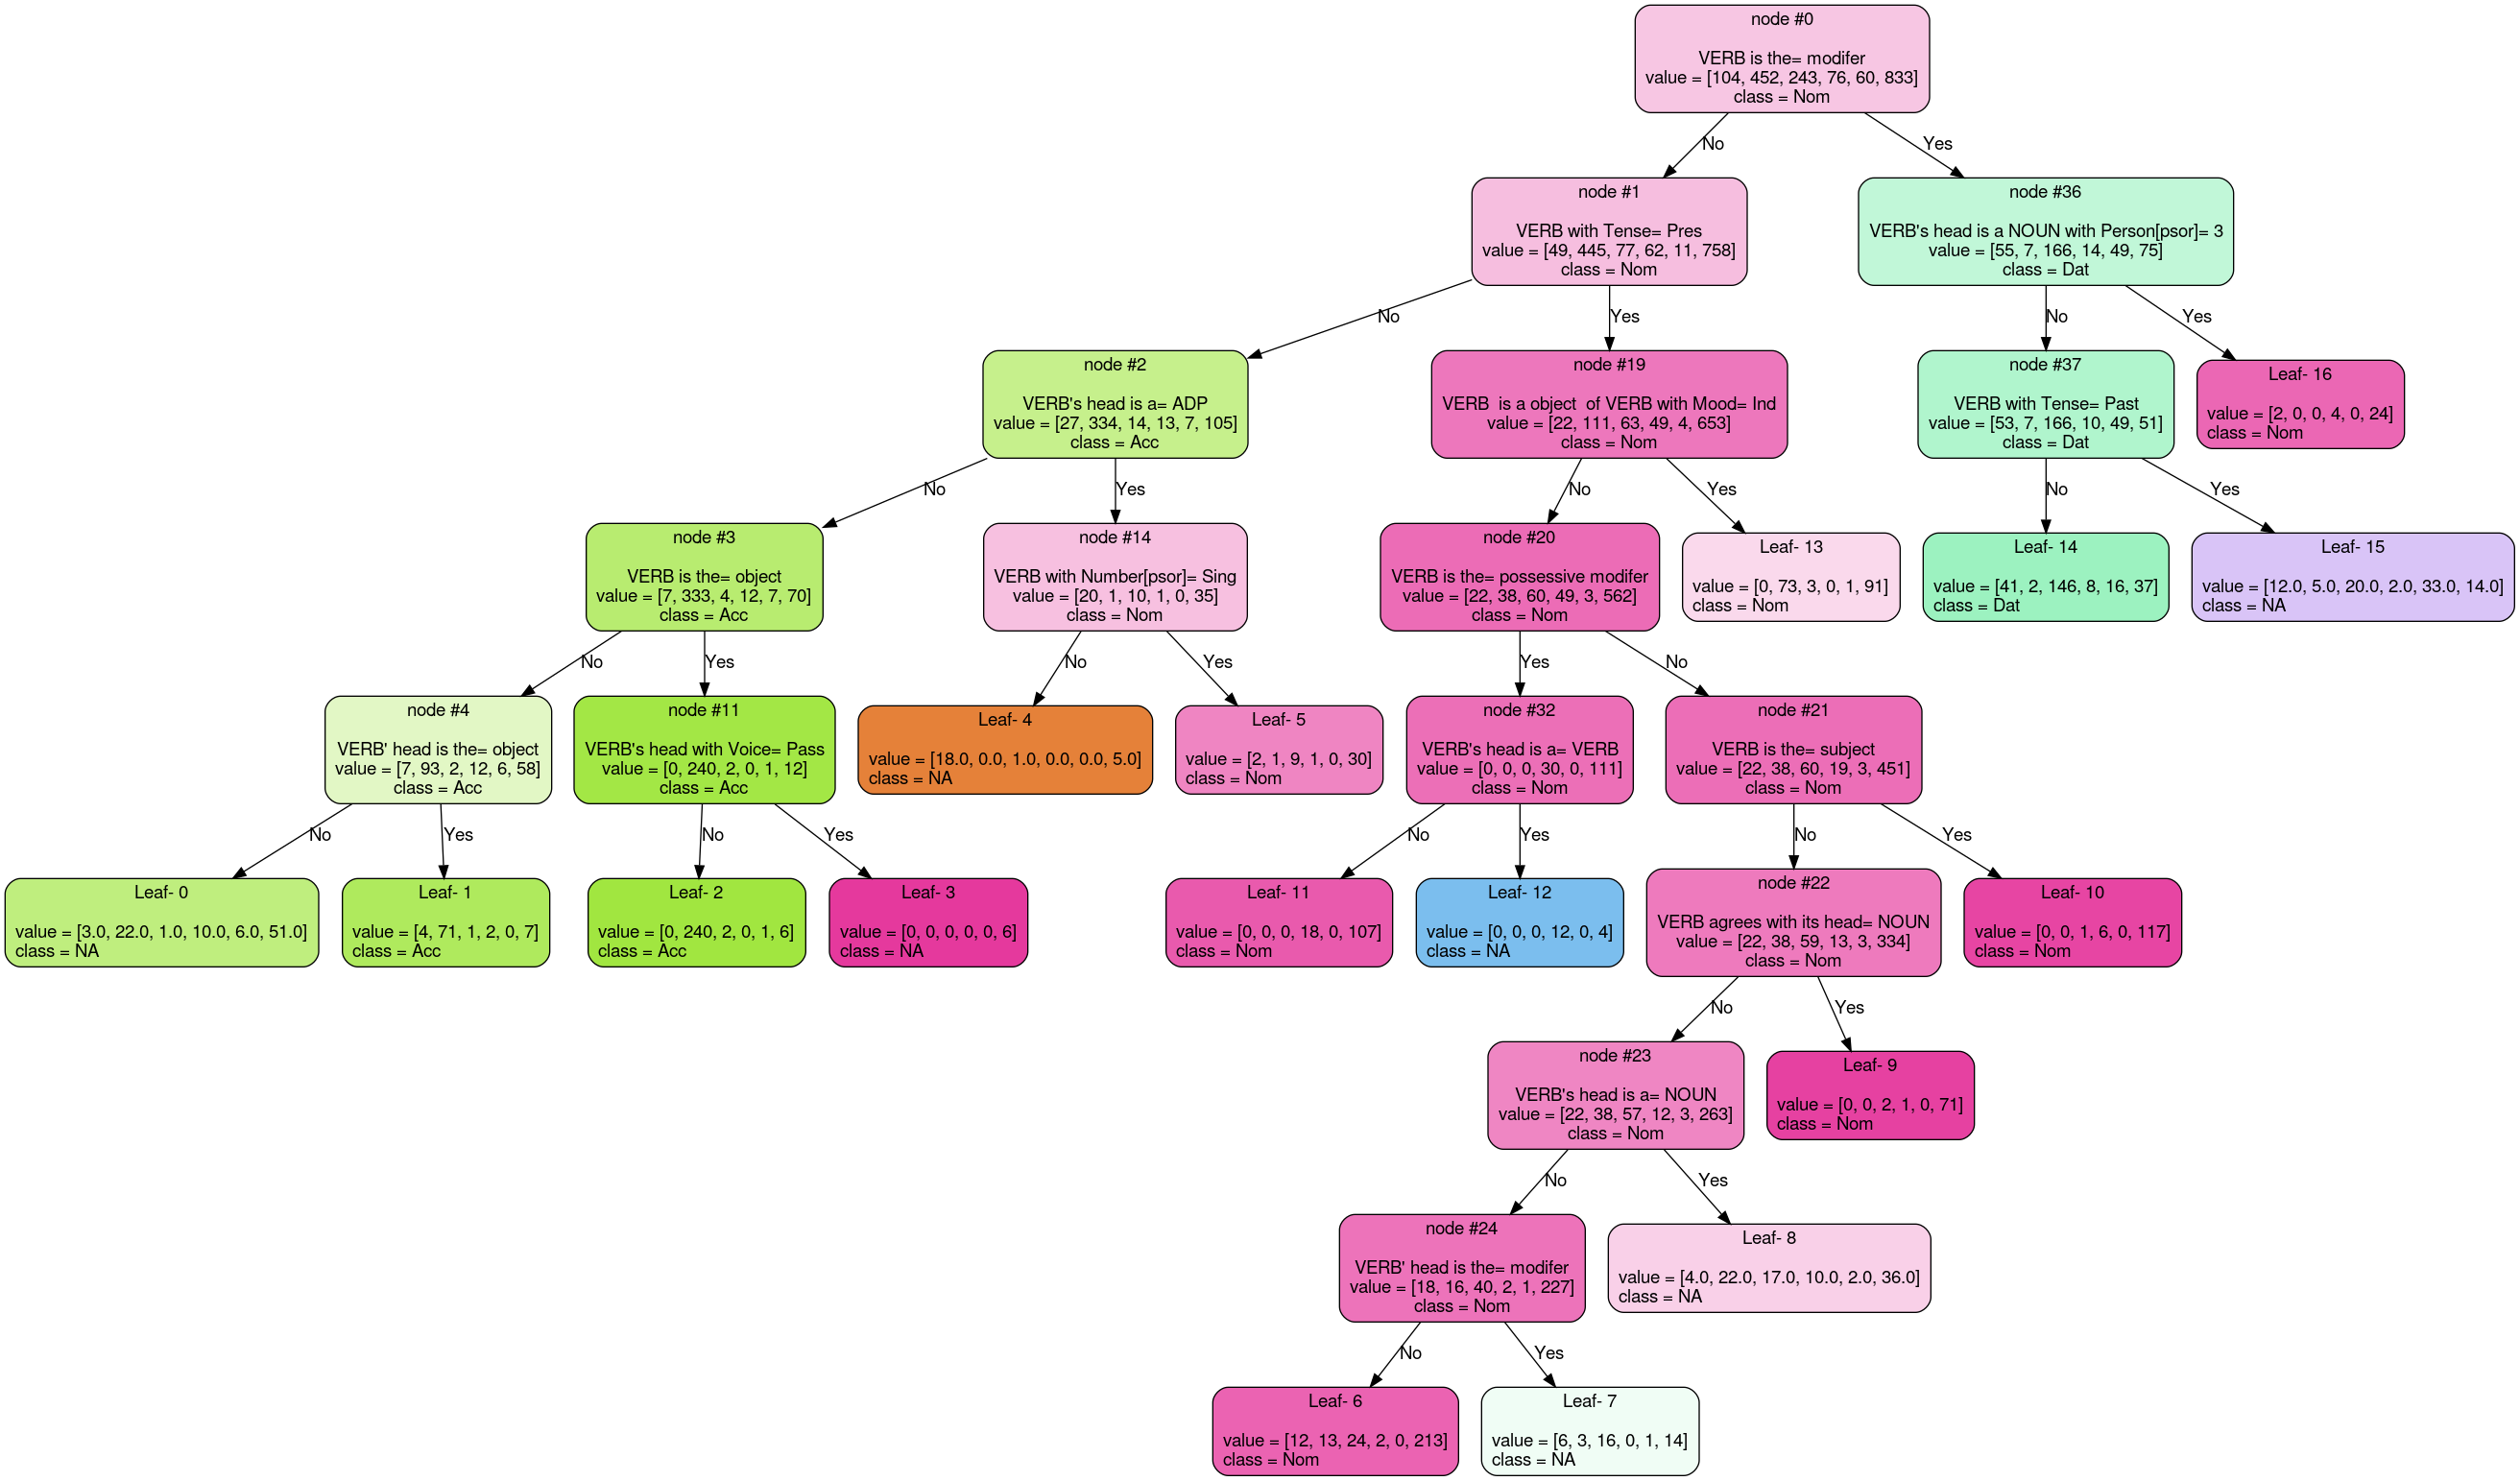 node #0
VERB is the= modifer
value = [104, 452, 243, 76, 60, 833]
class = Nom
No
Yes
node #1
VERB with Tense= Pres
value = [49, 445, 77, 62, 11, 758]
class = Nom
node #36
VERB's head is a NOUN with Person[psor]= 3
value = [55, 7, 166, 14, 49, 75]
class = Dat
No
Yes
No
Yes
node #2
VERB's head is a= ADP
value = [27, 334, 14, 13, 7, 105]
class = Acc
node #19
VERB  is a object  of VERB with Mood= Ind
value = [22, 111, 63, 49, 4, 653]
class = Nom
node #37
VERB with Tense= Past
value = [53, 7, 166, 10, 49, 51]
class = Dat
Leaf- 16
value = [2, 0, 0, 4, 0, 24]
class = Nom
No
Yes
No
Yes
No
Yes
node #3
VERB is the= object
value = [7, 333, 4, 12, 7, 70]
class = Acc
node #14
VERB with Number[psor]= Sing
value = [20, 1, 10, 1, 0, 35]
class = Nom
node #20
VERB is the= possessive modifer
value = [22, 38, 60, 49, 3, 562]
class = Nom
Leaf- 13
value = [0, 73, 3, 0, 1, 91]
class = Nom
Leaf- 14
value = [41, 2, 146, 8, 16, 37]
class = Dat
Leaf- 15
value = [12.0, 5.0, 20.0, 2.0, 33.0, 14.0]
class = NA
No
Yes
No
Yes
Yes
No
node #4
VERB' head is the= object
value = [7, 93, 2, 12, 6, 58]
class = Acc
node #11
VERB's head with Voice= Pass
value = [0, 240, 2, 0, 1, 12]
class = Acc
Leaf- 4
value = [18.0, 0.0, 1.0, 0.0, 0.0, 5.0]
class = NA
Leaf- 5
value = [2, 1, 9, 1, 0, 30]
class = Nom
node #32
VERB's head is a= VERB
value = [0, 0, 0, 30, 0, 111]
class = Nom
node #21
VERB is the= subject
value = [22, 38, 60, 19, 3, 451]
class = Nom
No
Yes
No
Yes
No
Yes
No
Yes
Leaf- 0
value = [3.0, 22.0, 1.0, 10.0, 6.0, 51.0]
class = NA
Leaf- 1
value = [4, 71, 1, 2, 0, 7]
class = Acc
Leaf- 2
value = [0, 240, 2, 0, 1, 6]
class = Acc
Leaf- 3
value = [0, 0, 0, 0, 0, 6]
class = NA
Leaf- 11
value = [0, 0, 0, 18, 0, 107]
class = Nom
Leaf- 12
value = [0, 0, 0, 12, 0, 4]
class = NA
node #22
VERB agrees with its head= NOUN
value = [22, 38, 59, 13, 3, 334]
class = Nom
Leaf- 10
value = [0, 0, 1, 6, 0, 117]
class = Nom
No
Yes
node #23
VERB's head is a= NOUN
value = [22, 38, 57, 12, 3, 263]
class = Nom
Leaf- 9
value = [0, 0, 2, 1, 0, 71]
class = Nom
No
Yes
node #24
VERB' head is the= modifer
value = [18, 16, 40, 2, 1, 227]
class = Nom
Leaf- 8
value = [4.0, 22.0, 17.0, 10.0, 2.0, 36.0]
class = NA
No
Yes
Leaf- 6
value = [12, 13, 24, 2, 0, 213]
class = Nom
Leaf- 7
value = [6, 3, 16, 0, 1, 14]
class = NA